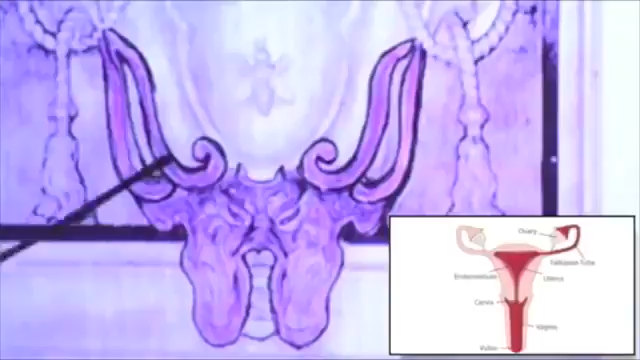 Ovary
Fallopian Tube
Endometrium
Uterus
Cervix
Vagina
Vulva